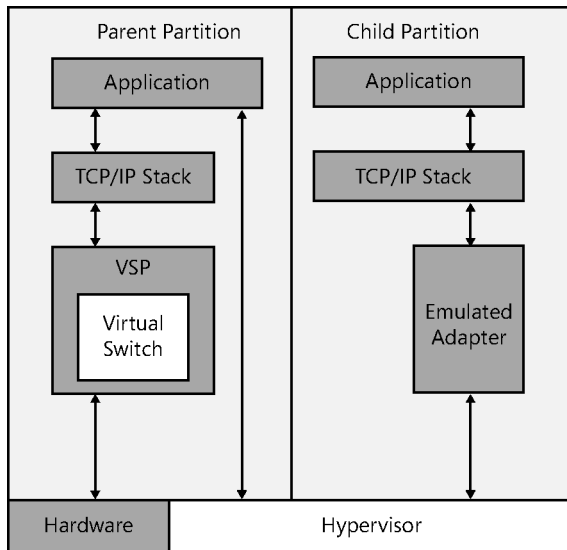 Parent Partition
Application
TCP/IP Stack
VSP
Virtual
Switch
Child Partition
Application
TCP/IP Stack
Emulated
Adapter
Hardware
Hypervisor